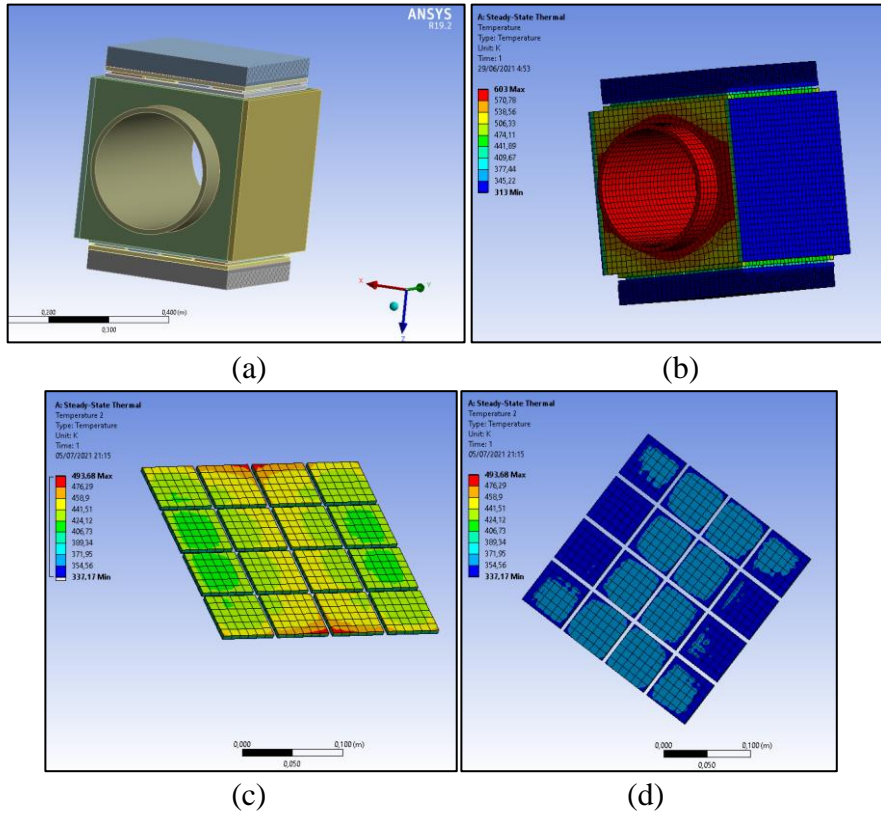 ANSYS
R19.2
X
Y
Z
0,200
0,400 (m)
0,300
(a)
A: Steady-State Thermal
Temperature
Type: Temperature
Unit: K
Time: 1
29/06/2021 4:53
603 Max
570,78
538,56
506,33
474,11
441,89
409,67
377,44
345,22
313 Min
(b)
A: Steady-State Thermal
Temperature 2
Type: Temperature
Unit: K
Time: 1
05/07/2021 21:15
493,68 Max
476,29
458,9
441,51
424,12
406,73
389,34
371,95
354,56
337,17 Min
0,000
0,100 (m)
0,050
(c)
A: Steady-State Thermal
Temperature 2
Type: Temperature
Unit: K
Time: 1
05/07/2021 21:15
493,68 Max
476,29
458,9
441,51
424,12
406,73
389,34
371,95
354,56
337,17 Min
0,000
0,100 (m)
0,050
(d)